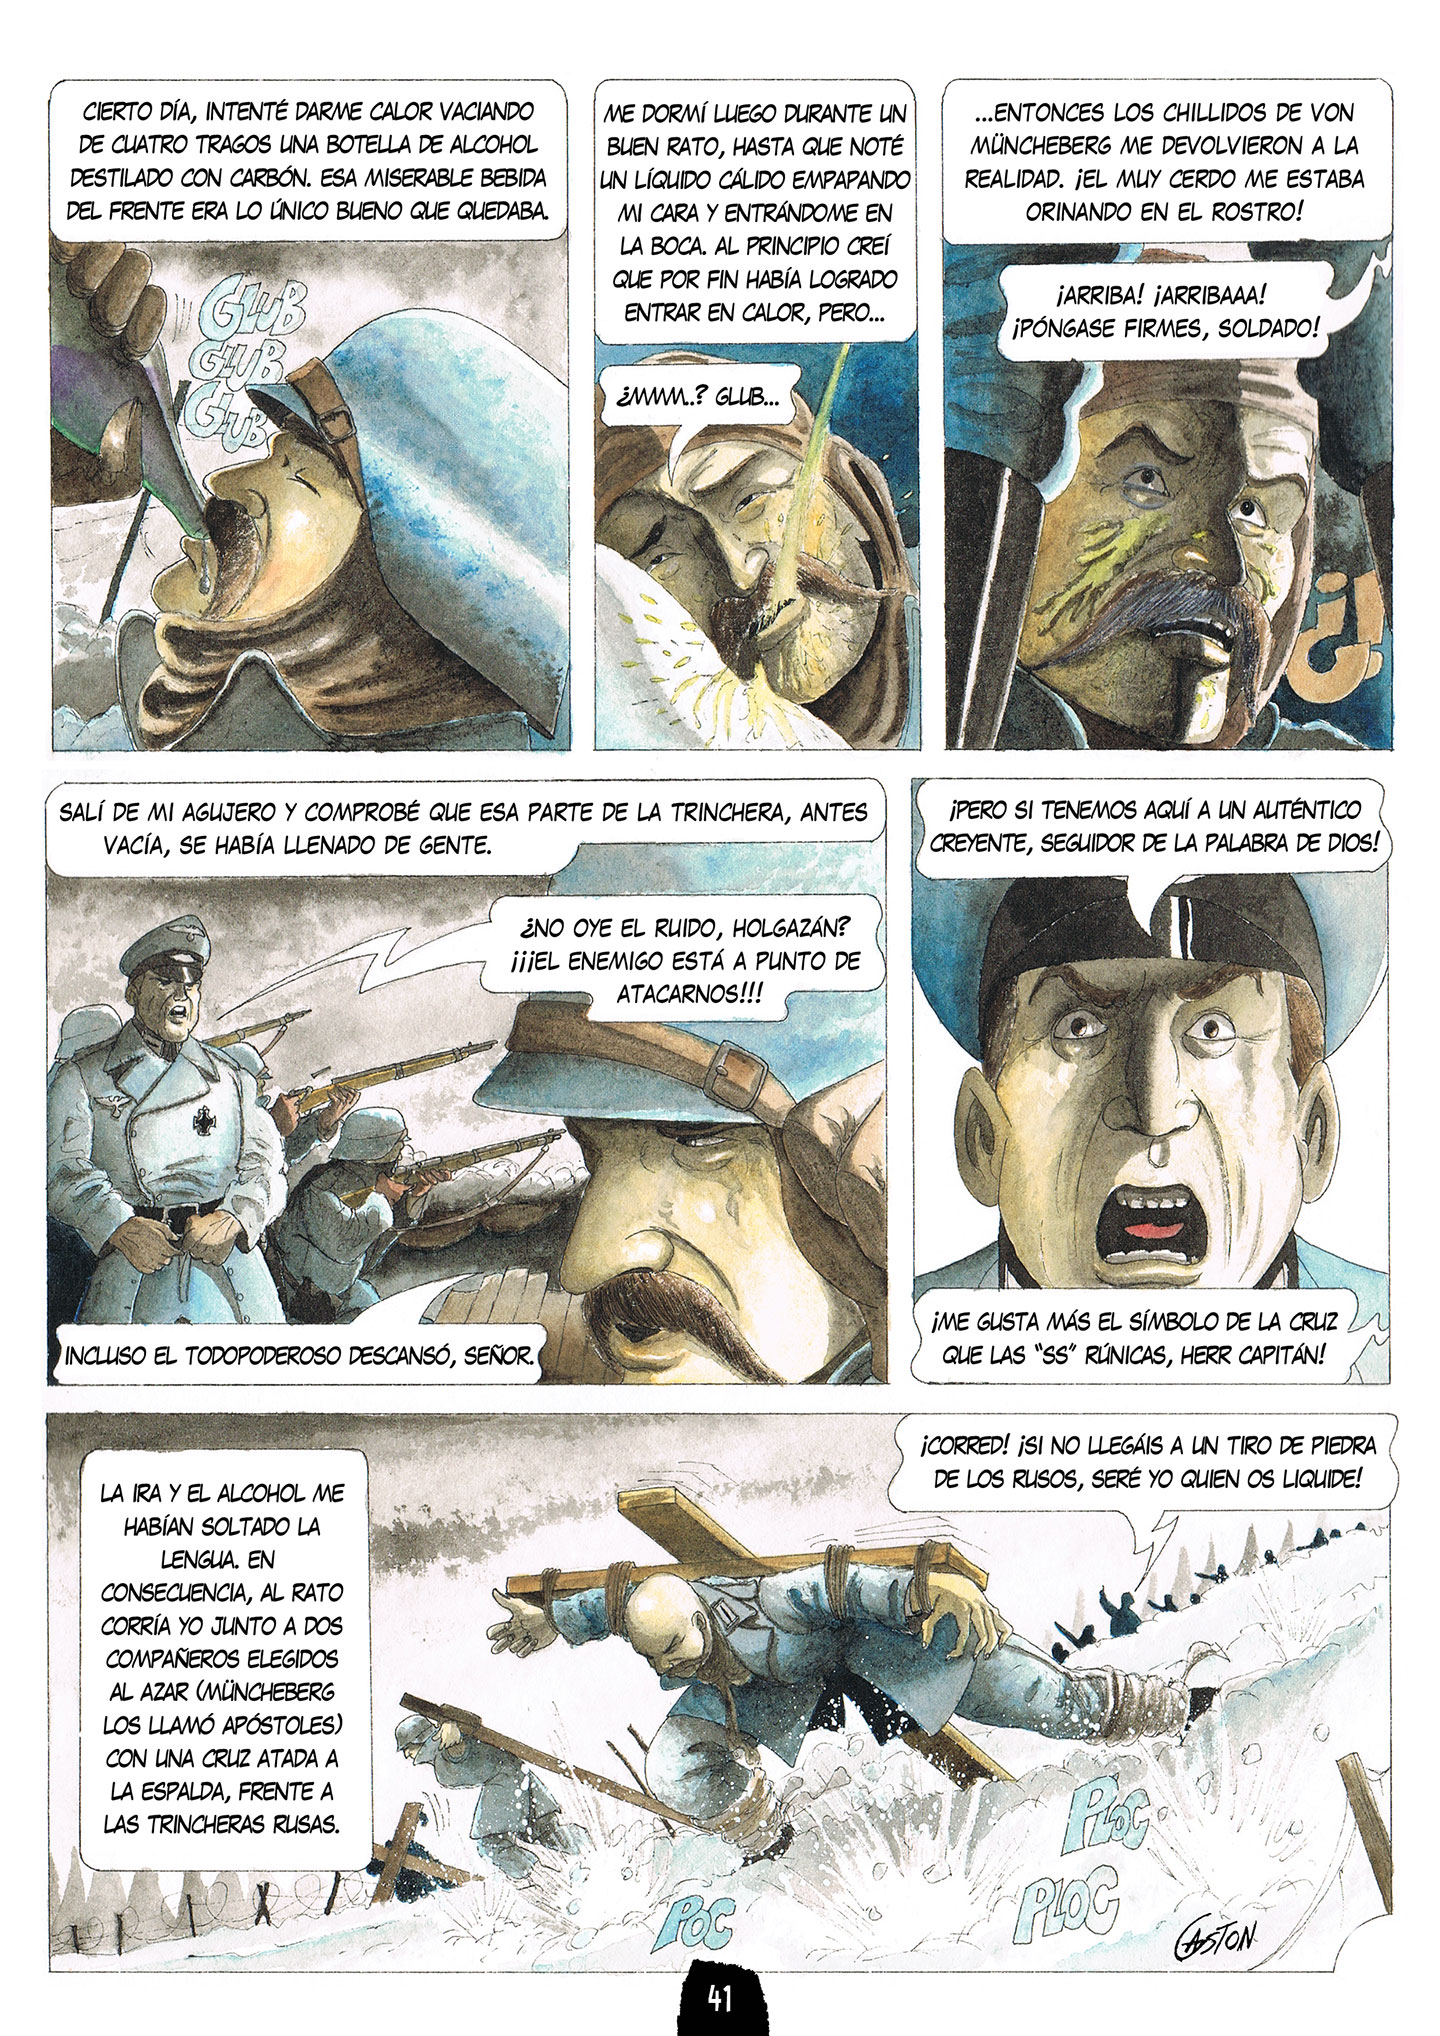 CIERTO DÍA, INTENTÉ DARME CALOR VACIANDO
DE CUATRO TRAGOS UNA BOTELLA DE ALCOHOL
DESTILADO CON CARBÓN. ESA MISERABLE BEBIDA
DEL FRENTE ERA LO ÚNICO BUENO QUE QUEDABA.
GLUB
GLUB
GLUB
ME DORMÍ LUEGO DURANTE UN
BUEN RATO, HASTA QUE NOTÉ
UN LÍQUIDO CÁLIDO EMPAPANDO
MI CARA Y ENTRÁNDOME EN
LA BOCA. AL PRINCIPIO CREÍ
QUE POR FIN HABÍA LOGRADO
ENTRAR EN CALOR, PERO...
¿MMM..? GLUB...
...ENTONCES LOS CHILLIDOS DE VON
MÜNCHEBERG ME DEVOLVIERON A LA
REALIDAD. ¡EL MUY CERDO ME ESTABA
ORINANDO EN EL ROSTRO!
¡ARRIBA! ¡ARRIBAAA!
¡PÓNGASE FIRMES, SOLDADO!
¿!
SALÍ DE MI AGUJERO Y COMPROBÉ QUE ESA PARTE DE LA TRINCHERA, ANTES
VACÍA, SE HABÍA LLENADO DE GENTE.
¿NO OYE EL RUIDO, HOLGAZÁN?
¡¡¡EL ENEMIGO ESTÁ A PUNTO DE
ATACARNOS!!!
INCLUSO EL TODOPODEROSO DESCANSÓ, SEÑOR.
¡PERO SI TENEMOS AQUÍ A UN AUTÉNTICO
CREYENTE, SEGUIDOR DE LA PALABRA DE DIOS!
¡ME GUSTA MÁS EL SÍMBOLO DE LA CRUZ
QUE LAS "SS" RÚNICAS, HERR CAPITÁN!
LA IRA Y EL ALCOHOL ME
HABÍAN SOLTADO LA
LENGUA. EN
CONSECUENCIA, AL RATO
CORRÍA YO JUNTO A DOS
COMPAÑEROS ELEGIDOS
AL AZAR (MÜNCHEBERG
LOS LLAMÓ APÓSTOLES)
CON UNA CRUZ ATADA A
LA ESPALDA, FRENTE A
LAS TRINCHERAS RUSAS.
¡CORRED! ¡SI NO LLEGÁIS A UN TIRO DE PIEDRA
DE LOS RUSOS, SERÉ YO QUIEN OS LIQUIDE!
PLOC
PLOC
POC
GASTON
41